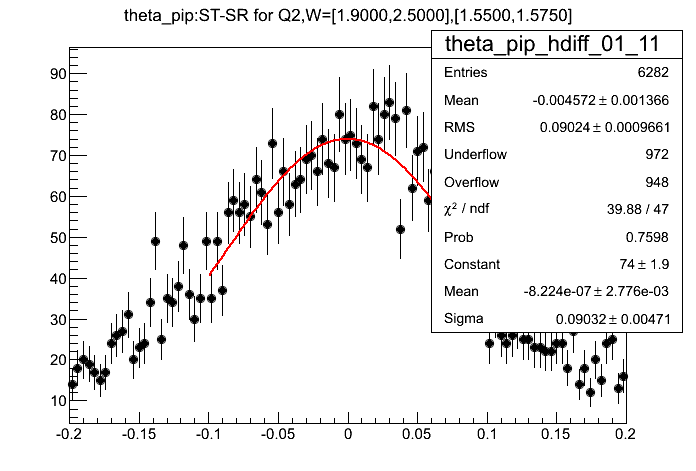 theta_pip:ST-SR for Q2,W=[1.9000,2.5000],[1.5500,1.5750]
theta_pip_hdiff_01_11
Entries 6282
Mean -0.004572 ± 0.001366
RMS 0.09024 ± 0.0009661
Underflow 972
Overflow 948
χ² / ndf 39.88 / 47
Prob 0.7598
Constant 74 ± 1.9
Mean -8.224e-07 ± 2.776e-03
Sigma 0.09032 ± 0.00471
90
80
70
60
50
40
30
20
10
-0.2 -0.15 -0.1 -0.05 0 0.05 0.1 0.15 0.2